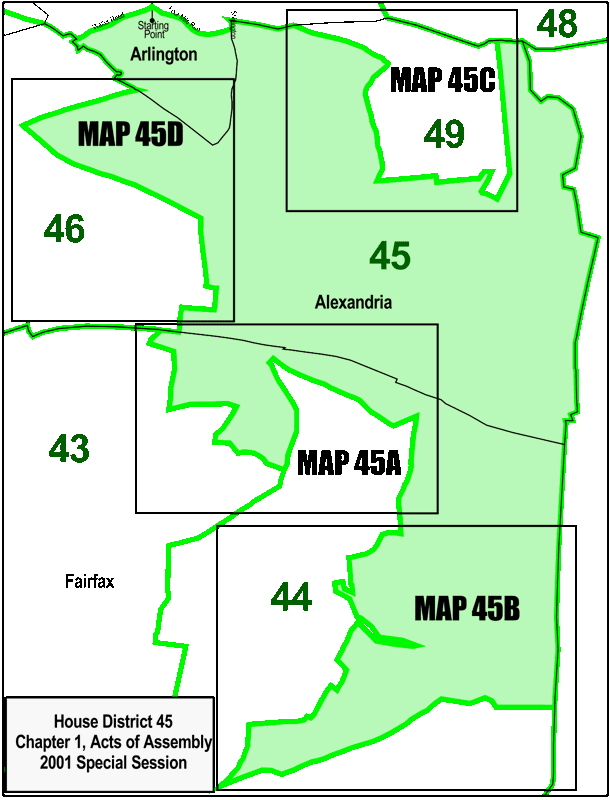 48
Starting
Point
Arlington
MAP 45C
MAP 45D
49
46
45
Alexandria
43
MAP 45A
Fairfax
44
MAP 45B
House District 45
Chapter 1, Acts of Assembly
2001 Special Session